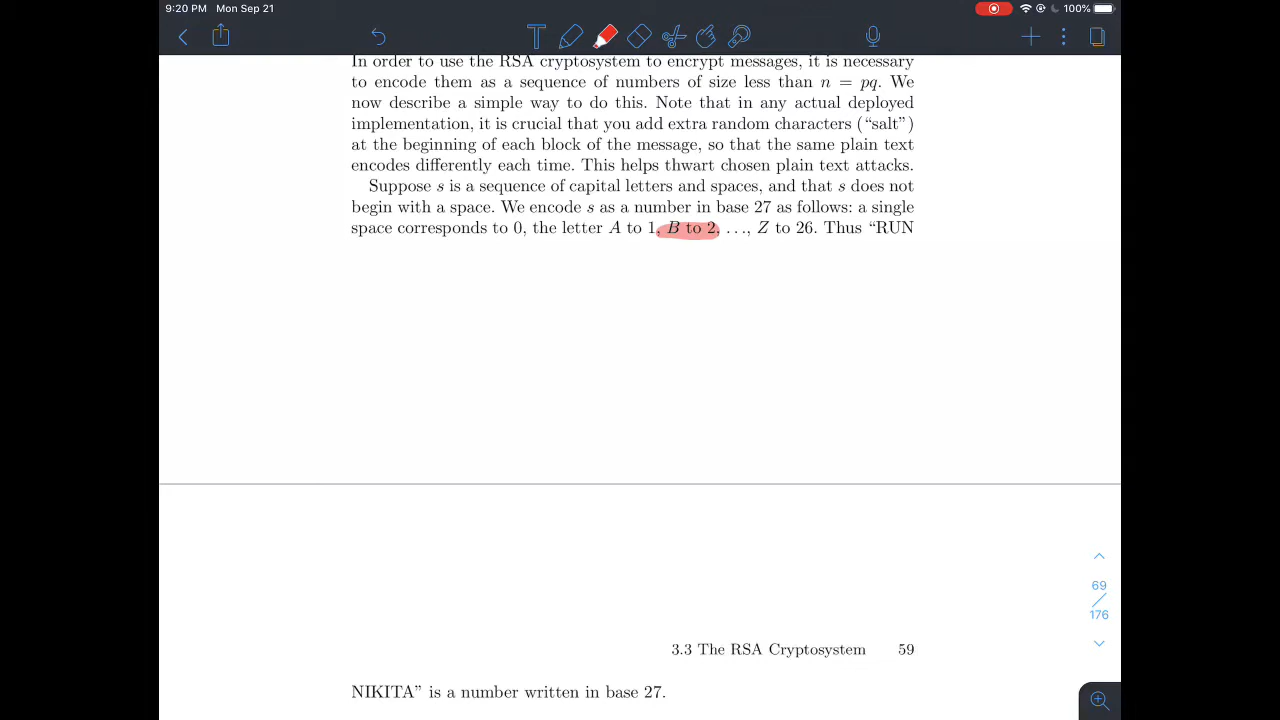 9:20 PM Mon Sep 21
100%
T
In order to use the RSA cryptosystem to encrypt messages, it is necessary
to encode them as a sequence of numbers of size less than n = pq. We
now describe a simple way to do this. Note that in any actual deployed
implementation, it is crucial that you add extra random characters (“salt”)
at the beginning of each block of the message, so that the same plain text
encodes differently each time. This helps thwart chosen plain text attacks.
Suppose s is a sequence of capital letters and spaces, and that s does not
begin with a space. We encode s as a number in base 27 as follows: a single
space corresponds to 0, the letter A to 1, B to 2, . . ., Z to 26. Thus “RUN
69
176
3.3 The RSA Cryptosystem 59
NIKITA” is a number written in base 27.